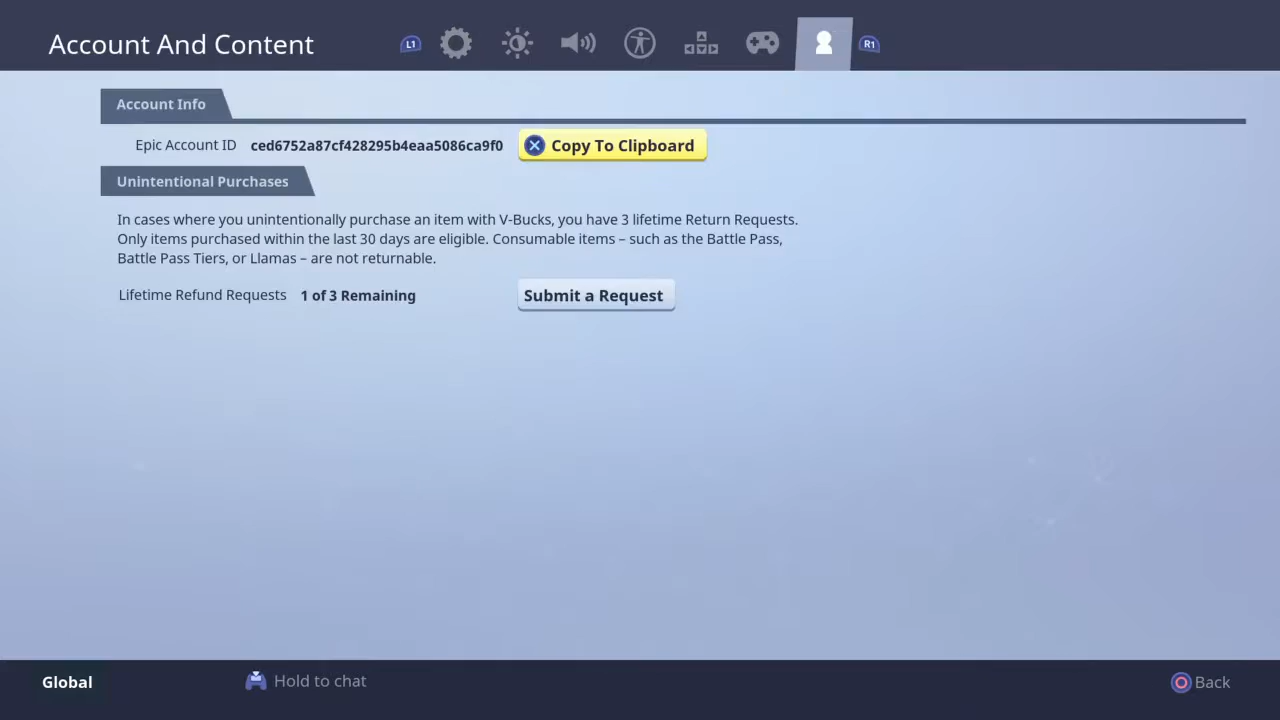 Account And Content
L1
R1
Account Info
Epic Account ID ced6752a87cf428295b4eaa5086ca9f0 Copy To Clipboard
Unintentional Purchases
In cases where you unintentionally purchase an item with V-Bucks, you have 3 lifetime Return Requests.
Only items purchased within the last 30 days are eligible. Consumable items – such as the Battle Pass,
Battle Pass Tiers, or Llamas – are not returnable.
Lifetime Refund Requests 1 of 3 Remaining Submit a Request
Global Hold to chat Back